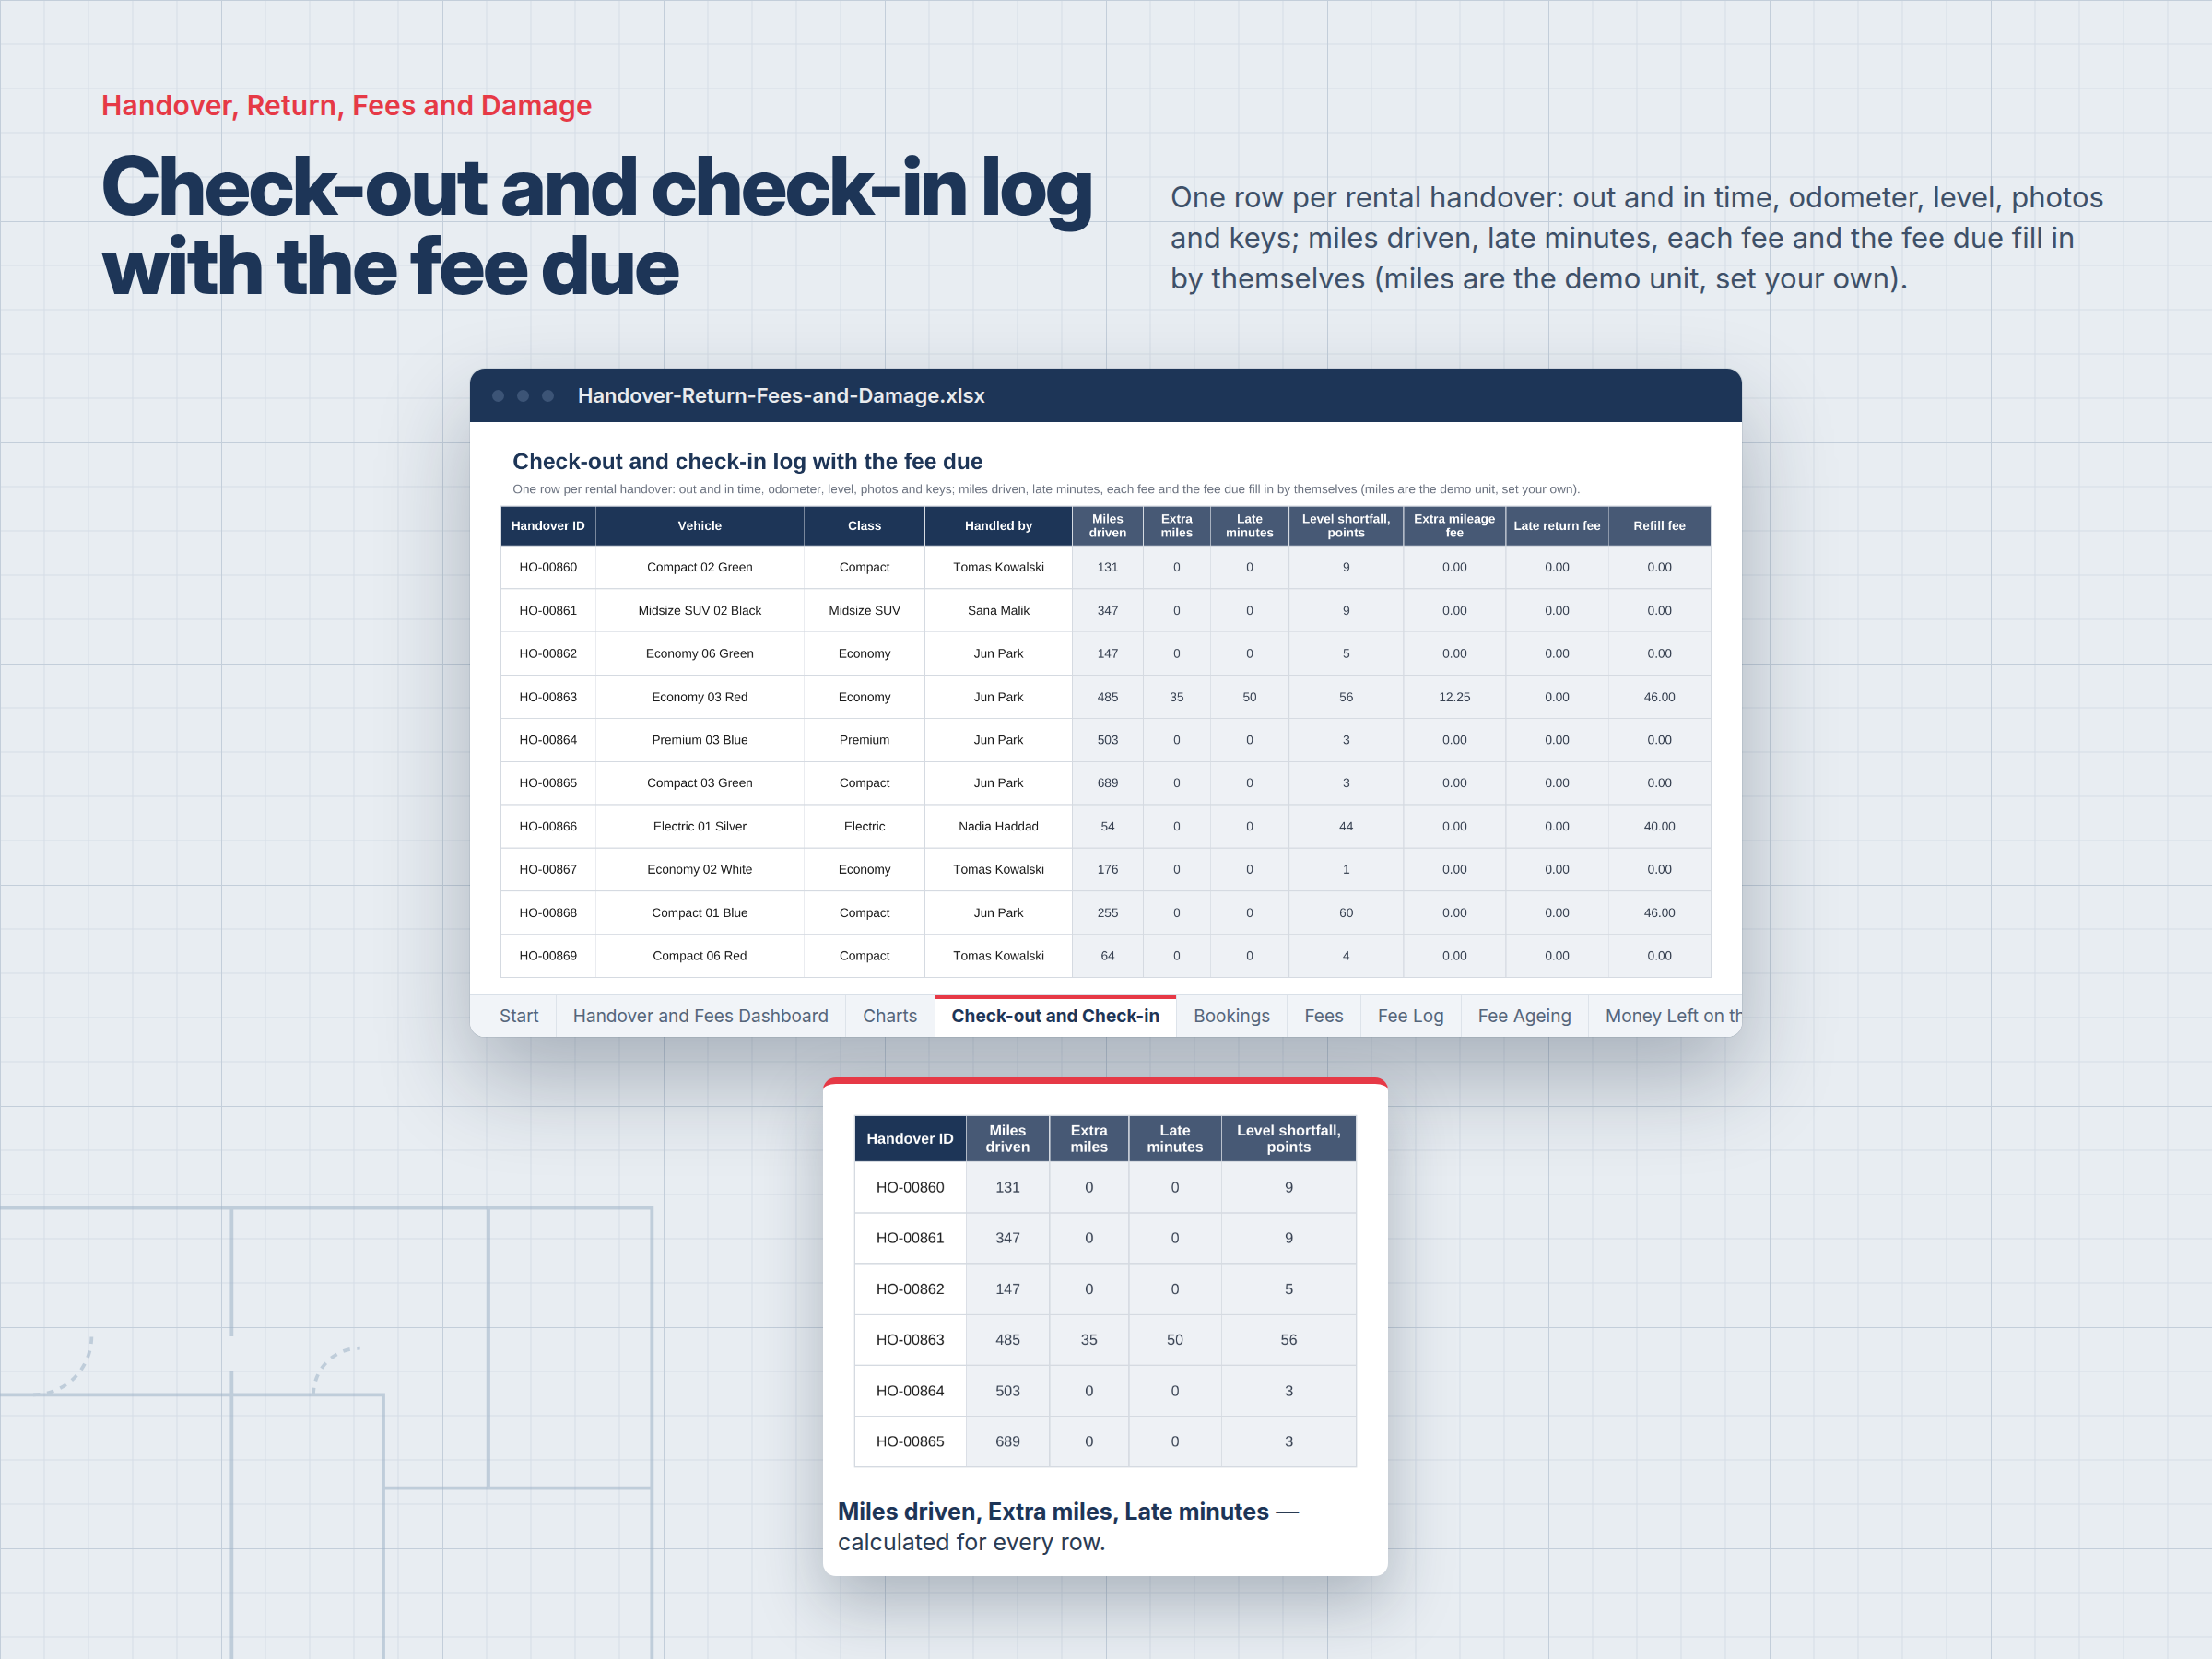 Handover, Return, Fees and Damage
Check-out and check-in log
with the fee due
One row per rental handover: out and in time, odometer, level, photos
and keys; miles driven, late minutes, each fee and the fee due fill in
by themselves (miles are the demo unit, set your own).
Handover-Return-Fees-and-Damage.xlsx
Check-out and check-in log with the fee due
One row per rental handover: out and in time, odometer, level, photos and keys; miles driven, late minutes, each fee and the fee due fill in by themselves (miles are the demo unit, set your own).
Handover ID Vehicle Class Handled by Miles driven Extra miles Late minutes Level shortfall, points Extra mileage fee Late return fee Refill fee
HO-00860 Compact 02 Green Compact Tomas Kowalski 131 0 0 9 0.00 0.00 0.00
HO-00861 Midsize SUV 02 Black Midsize SUV Sana Malik 347 0 0 9 0.00 0.00 0.00
HO-00862 Economy 06 Green Economy Jun Park 147 0 0 5 0.00 0.00 0.00
HO-00863 Economy 03 Red Economy Jun Park 485 35 50 56 12.25 0.00 46.00
HO-00864 Premium 03 Blue Premium Jun Park 503 0 0 3 0.00 0.00 0.00
HO-00865 Compact 03 Green Compact Jun Park 689 0 0 3 0.00 0.00 0.00
HO-00866 Electric 01 Silver Electric Nadia Haddad 54 0 0 44 0.00 0.00 40.00
HO-00867 Economy 02 White Economy Tomas Kowalski 176 0 0 1 0.00 0.00 0.00
HO-00868 Compact 01 Blue Compact Jun Park 255 0 0 60 0.00 0.00 46.00
HO-00869 Compact 06 Red Compact Tomas Kowalski 64 0 0 4 0.00 0.00 0.00
Start Handover and Fees Dashboard Charts Check-out and Check-in Bookings Fees Fee Log Fee Ageing Money Left on
Handover ID Miles driven Extra miles Late minutes Level shortfall, points
HO-00860 131 0 0 9
HO-00861 347 0 0 9
HO-00862 147 0 0 5
HO-00863 485 35 50 56
HO-00864 503 0 0 3
HO-00865 689 0 0 3
Miles driven, Extra miles, Late minutes —
calculated for every row.